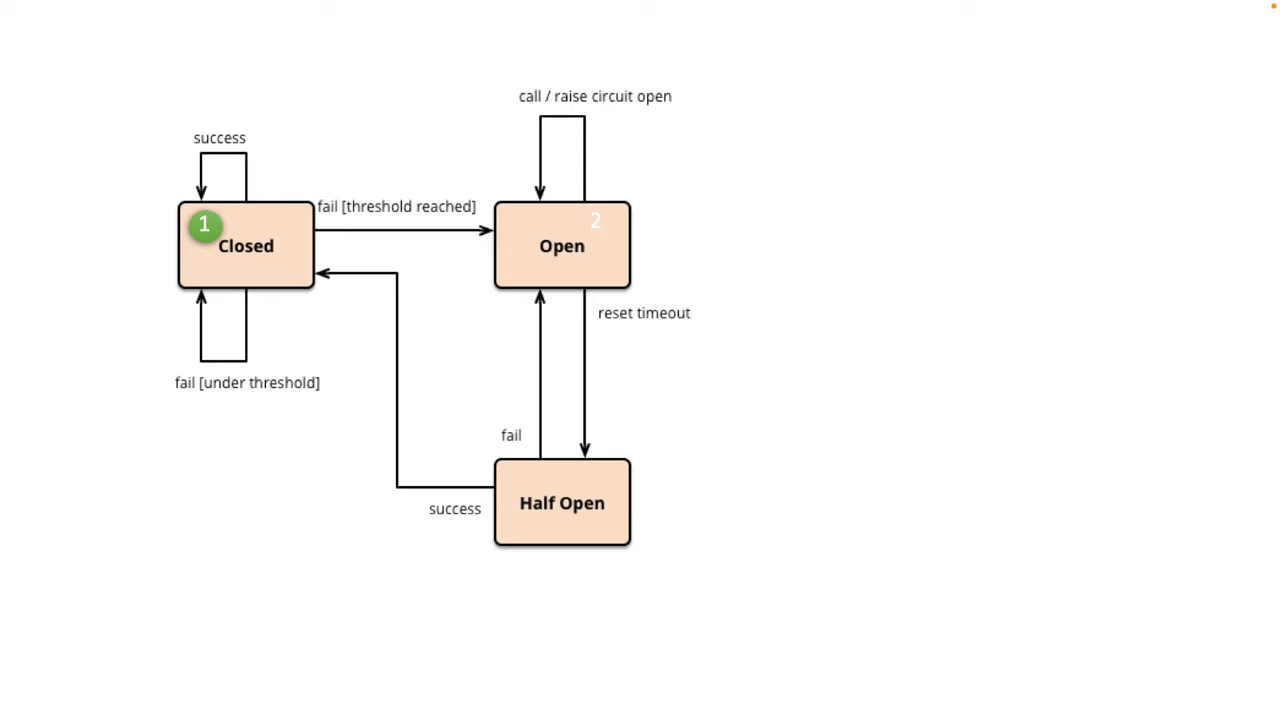 call / raise circuit open
success
fail [threshold reached]
1
2
Closed
Open
reset timeout
fail [under threshold]
fail
Half Open
success